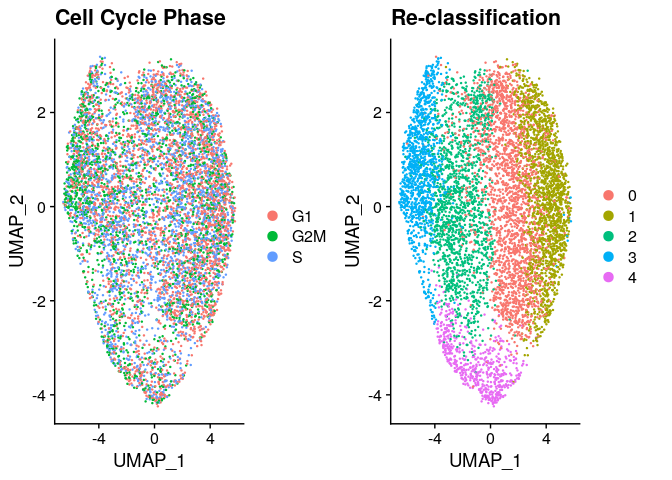 Cell Cycle Phase
2
0
-2
-4
UMAP_2
-4
0
4
UMAP_1
G1
G2M
S
Re-classification
2
0
-2
-4
UMAP_2
-4
0
4
UMAP_1
0
1
2
3
4